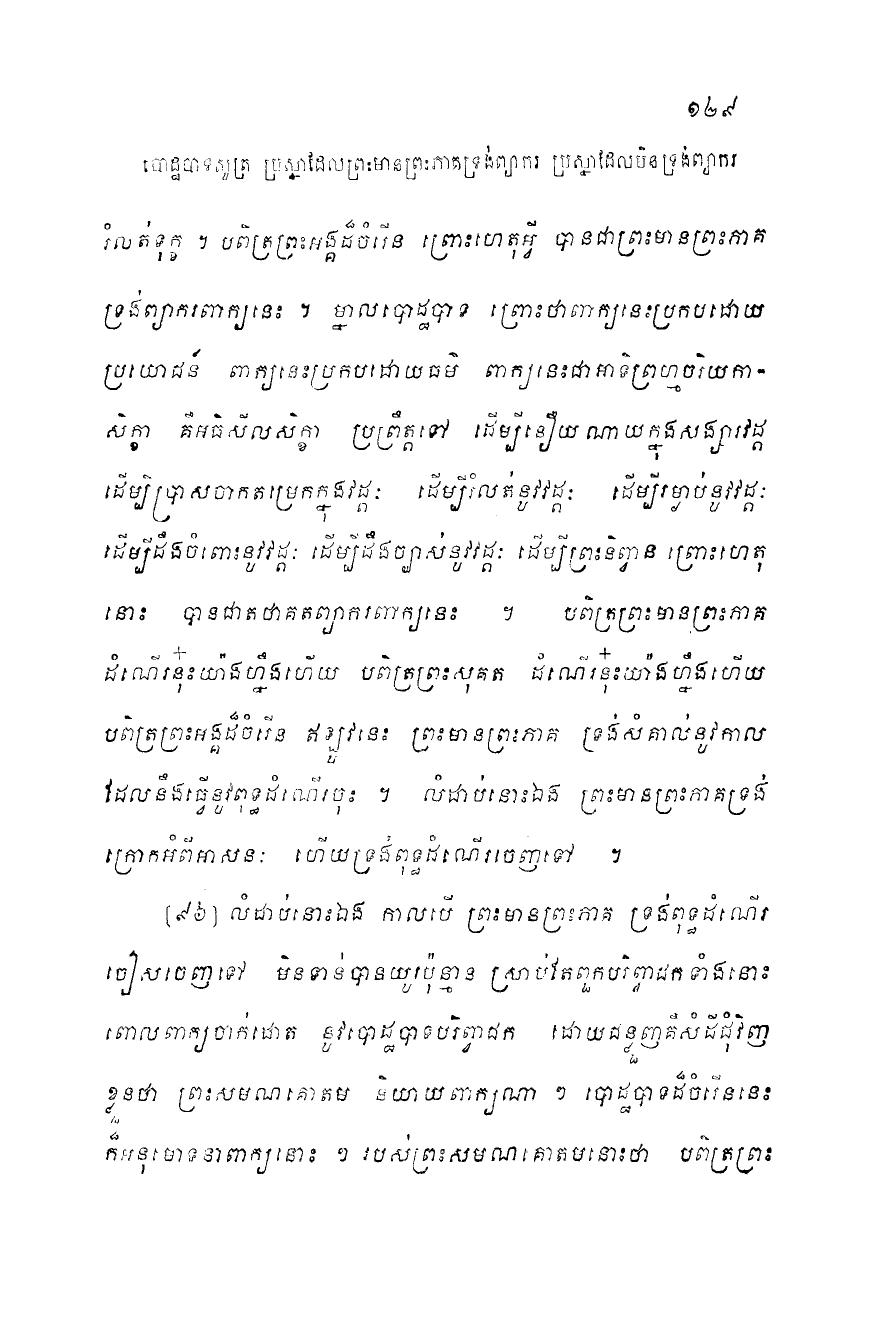 ១២៩
បោដ្ឋបាទសូត្រ ប្រស្នាដែលព្រះមានព្រះភាគទ្រង់ព្យាករ ប្រស្នាដែលមិនទ្រង់ព្យាករ
រំលត់ទុក្ខ ។ បពិត្រព្រះអង្គដ៏ចំរើន ព្រោះហេតុអ្វី បានជាព្រះមានព្រះភាគ
ទ្រង់ព្យាករពាក្យនេះ ។ ម្នាលបោដ្ឋបាទ ព្រោះថាពាក្យនេះប្រកបដោយ
ប្រយោជន៍ ពាក្យនេះប្រកបដោយធម៌ ពាក្យនេះជាអាទិព្រហ្មចរិយកា-
សិក្ខា គឺអធិសីលសិក្ខា ប្រព្រឹត្តទៅ ដើម្បីនឿយណាយក្នុងសង្សារវដ្ដ
ដើម្បីប្រាសចាកតម្រេកក្នុងវដ្ដៈ ដើម្បីរំលត់នូវវដ្ដៈ ដើម្បីរម្ងាប់នូវវដ្ដៈ
ដើម្បីដឹងចំពោះនូវវដ្ដៈ ដើម្បីដឹងច្បាស់នូវវដ្ដៈ ដើម្បីព្រះនិព្វាន ព្រោះហេតុ
នោះ បានជាតថាគតព្យាករពាក្យនេះ ។ បពិត្រព្រះមានព្រះភាគ
ដំណើរនុ៎ះយ៉ាងហ្នឹងហើយ បពិត្រព្រះសុគត ដំណើរនុ៎ះយ៉ាងហ្នឹងហើយ
បពិត្រព្រះអង្គដ៏ចំរើន ឥឡូវនេះ ព្រះមានព្រះភាគ ទ្រង់សំគាល់នូវកាល
ដែលនឹងធ្វើនូវពុទ្ធដំណើរចុះ ។ លំដាប់នោះឯង ព្រះមានព្រះភាគទ្រង់
ក្រោកអំពីអាសនៈ ហើយទ្រង់ពុទ្ធដំណើរចេញទៅ ។
[៩៦] លំដាប់នោះឯង កាលបើ ព្រះមានព្រះភាគ ទ្រង់ពុទ្ធដំណើរ
ចៀសចេញទៅ មិនទាន់បានយូរប៉ុន្មាន ស្រាប់តែពួកបរិព្វាជកទាំងនោះ
ពោលពាក្យចាក់ដោត នូវបោដ្ឋបាទបរិព្វាជក ដោយជន្លួញគឺសំដីជុំវិញ
ខ្លួនថា ព្រះសមណគោតម និយាយពាក្យណា ៗ បោដ្ឋបាទដ៏ចំរើននេះ
ក៏អនុមោទនាពាក្យនោះ ៗ របស់ព្រះសមណគោតមនោះថា បពិត្រព្រះ